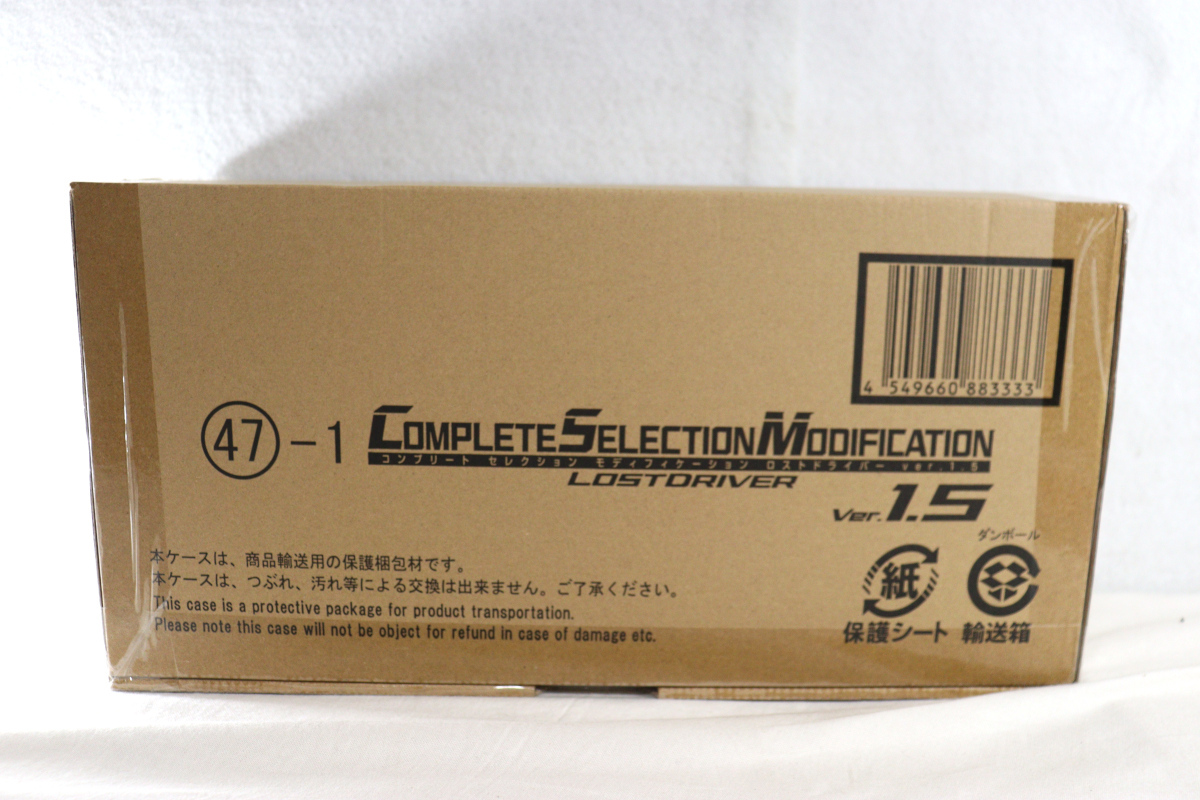 4 549660 883333
47-1
COMPLETE SELECTION MODIFICATION
コンプリート セレクション モディフィケーション ロストドライバー ver.1.5
LOSTDRIVER
Ver.1.5
本ケースは、商品輸送用の保護梱包材です。
本ケースは、つぶれ、汚れ等による交換は出来ません。ご了承ください。
This case is a protective package for product transportation.
Please note this case will not be object for refund in case of damage etc.
紙
保護シート
ダンボール
輸送箱